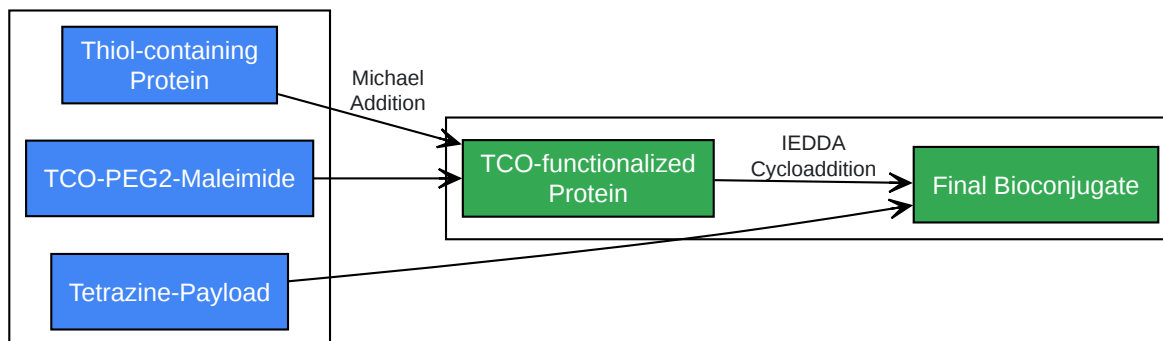 Thiol-containing
Protein
Michael
Addition
TCO-PEG2-Maleimide
TCO-functionalized
Protein
IEDDA
Cycloaddition
Final Bioconjugate
Tetrazine-Payload